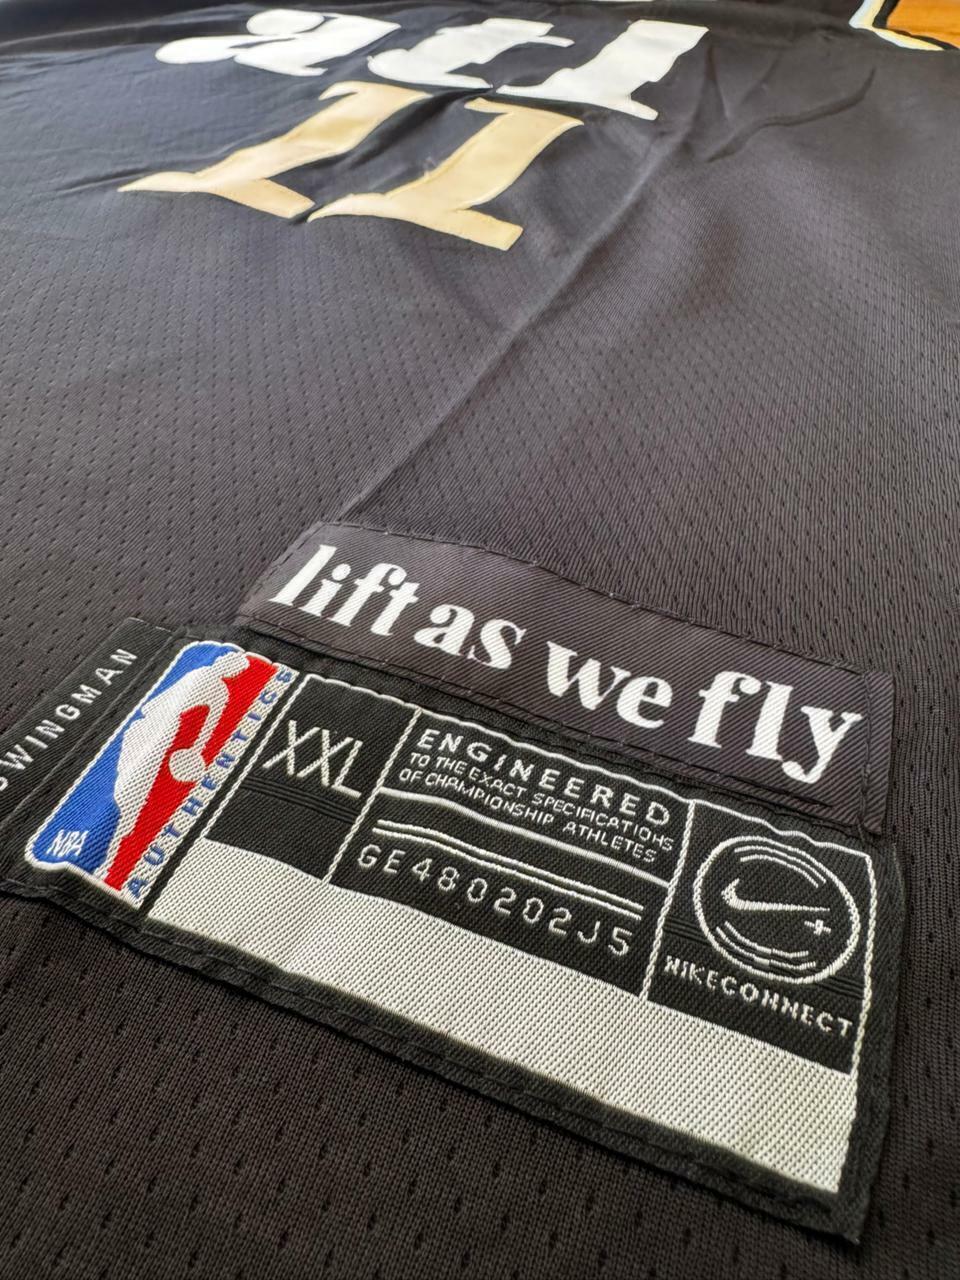 atl
11
lift as we fly
SWINGMAN
NBA
AUTHENTICS
XXL
ENGINEERED
TO THE EXACT SPECIFICATIONS
OF CHAMPIONSHIP ATHLETES
GE480202J5
NIKECONNECT